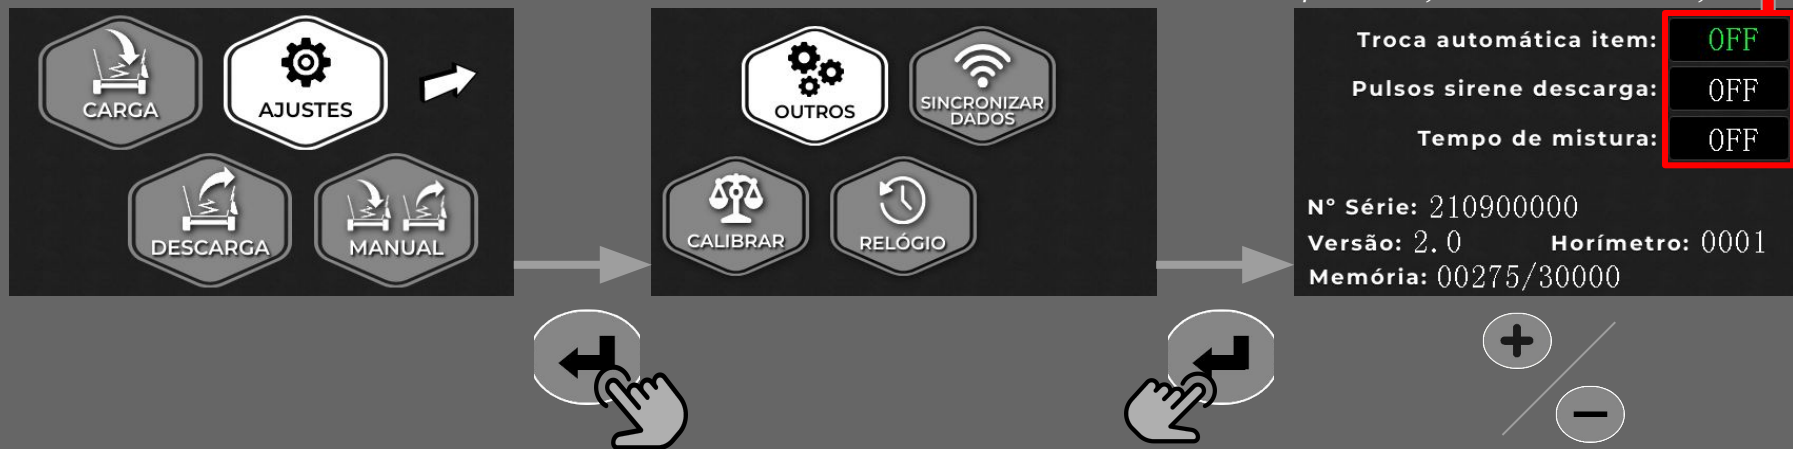 CARGA
AJUSTES
DESCARGA
MANUAL
OUTROS
SINCRONIZAR
DADOS
CALIBRAR
RELÓGIO
Troca automática item: OFF
Pulsos sirene descarga: OFF
Tempo de mistura: OFF
Nº Série: 210900000
Versão: 2.0 Horímetro: 0001
Memória: 00275/30000